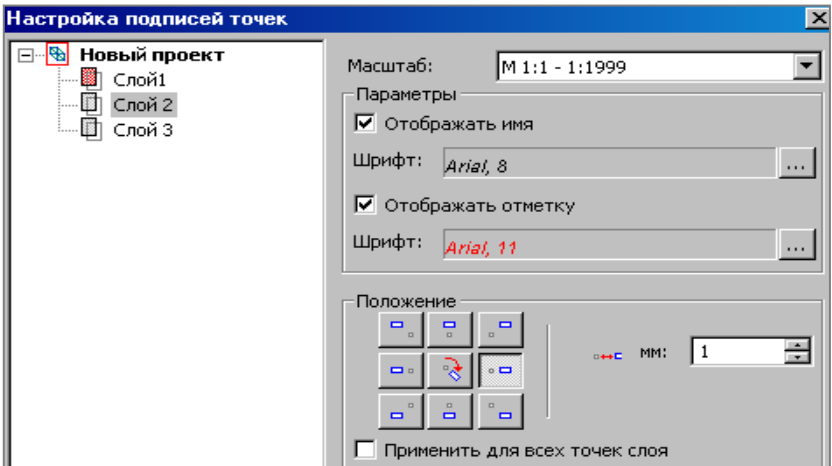 Настройка подписей точек
Новый проект
Слой1
Слой 2
Слой 3
Масштаб: М 1:1 - 1:1999
Параметры
Отображать имя
Шрифт: Arial, 8 ...
Отображать отметку
Шрифт: Arial, 11 ...
Положение
мм: 1
Применить для всех точек слоя